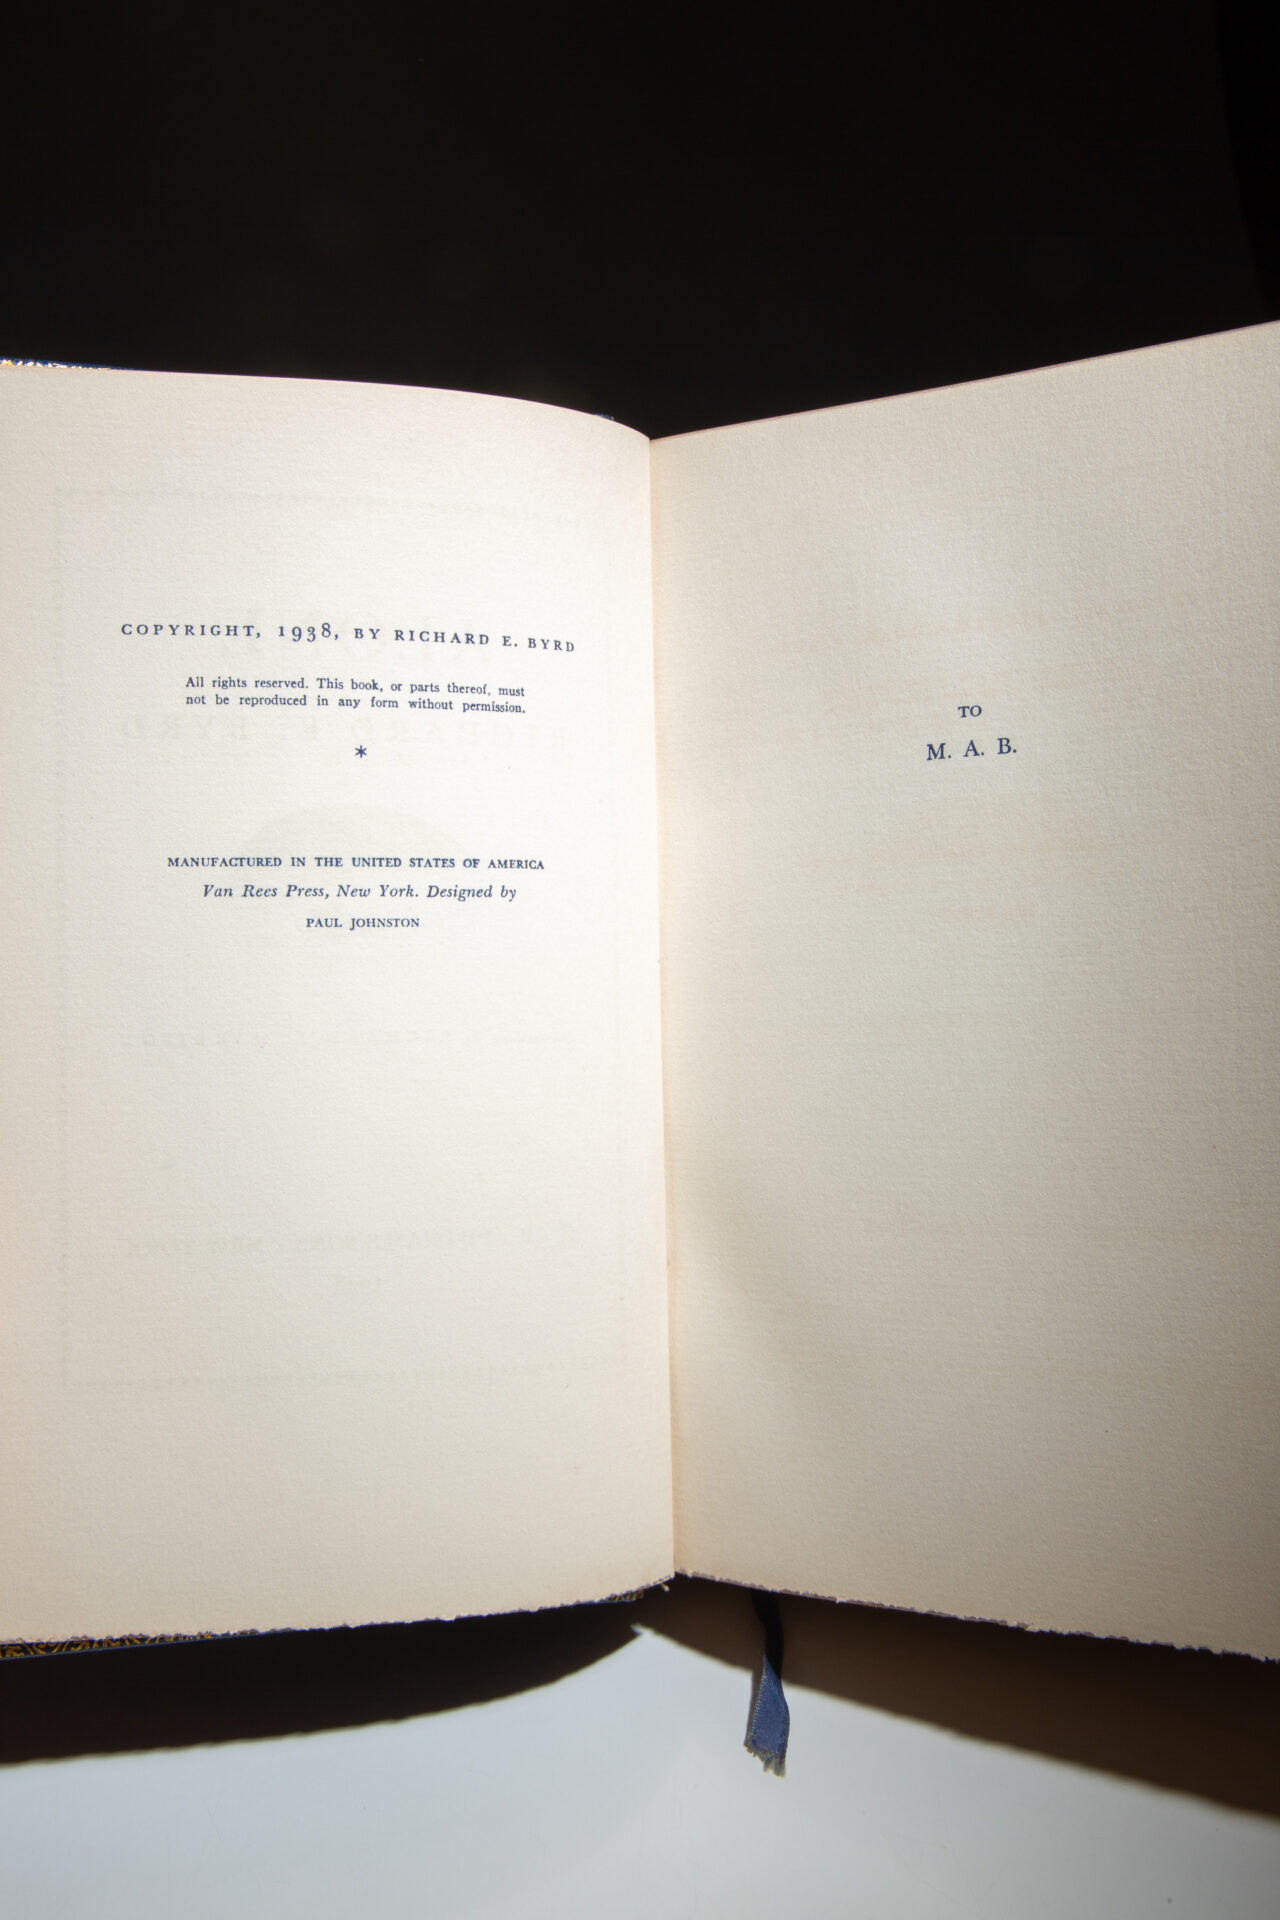 COPYRIGHT, 1938, BY RICHARD E. BYRD
All rights reserved. This book, or parts thereof, must
not be reproduced in any form without permission.
*
MANUFACTURED IN THE UNITED STATES OF AMERICA
Van Rees Press, New York. Designed by
PAUL JOHNSTON
TO
M. A. B.